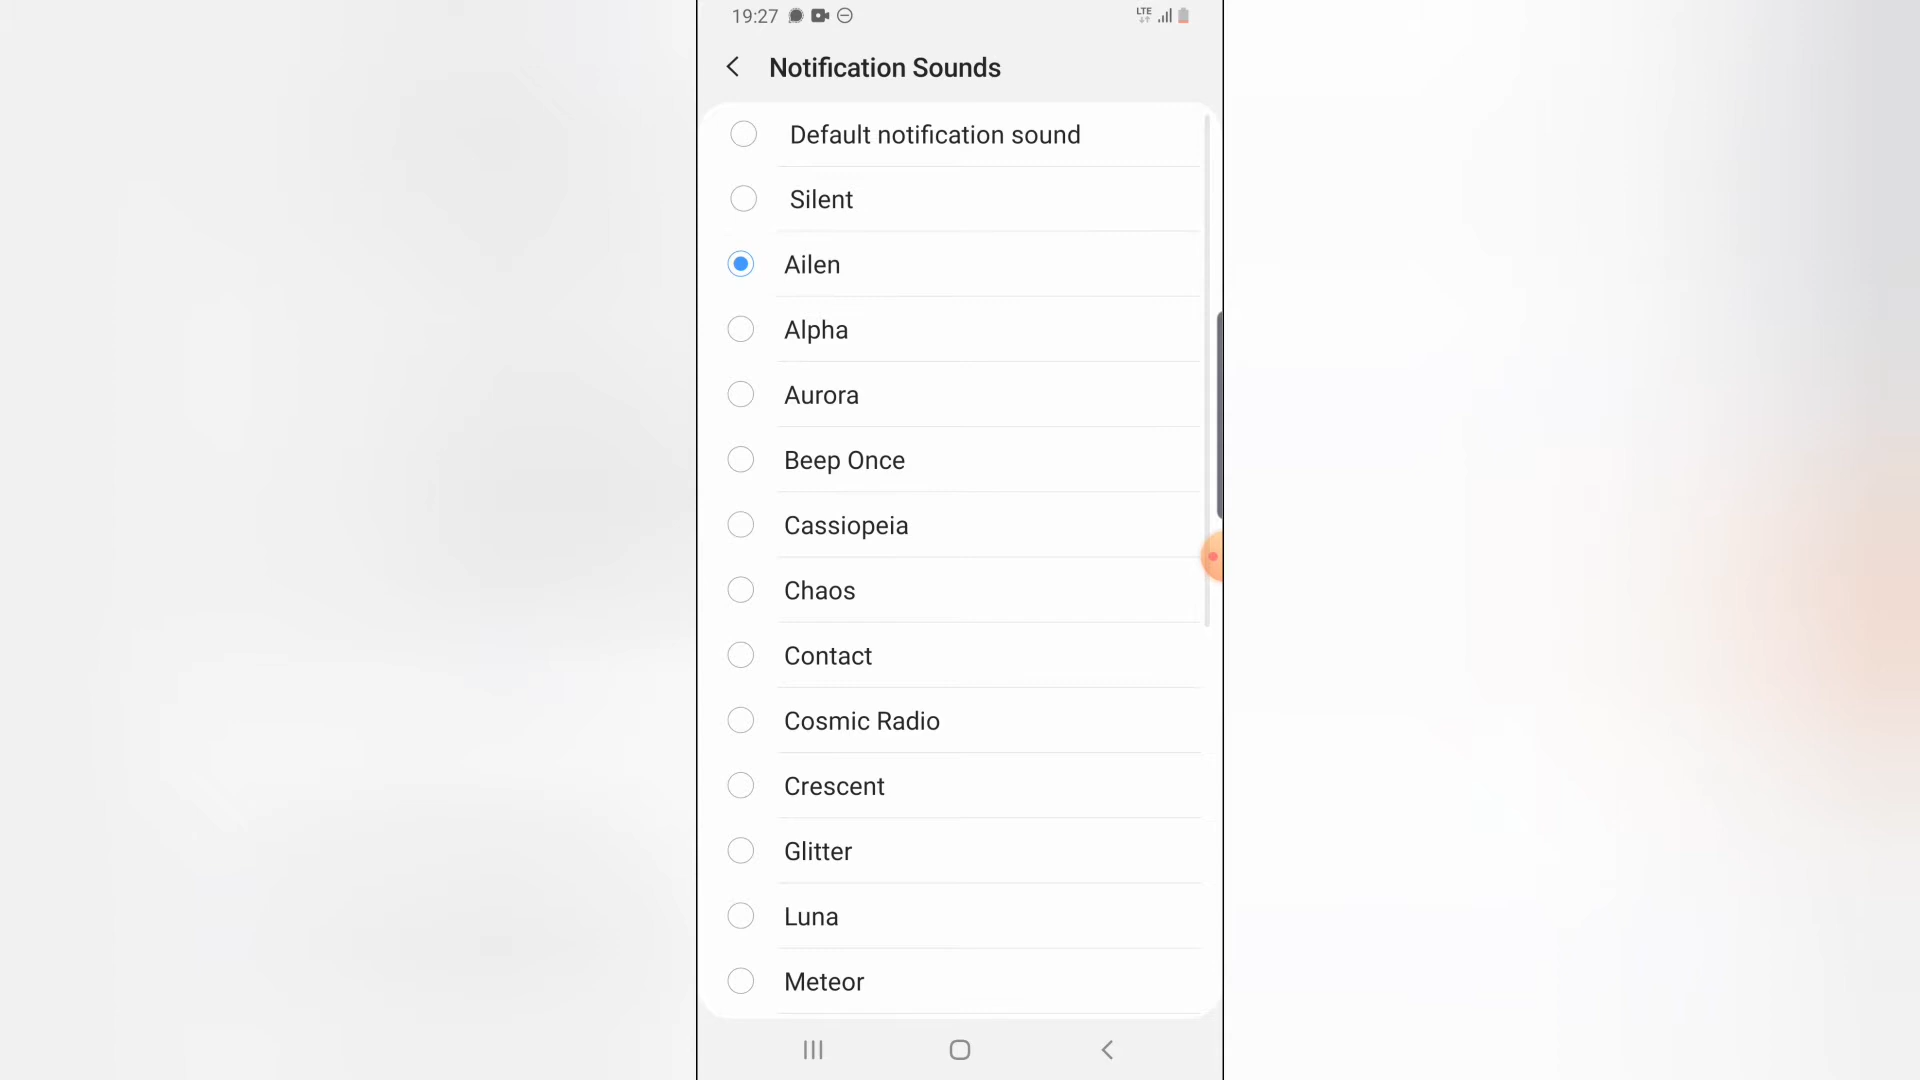 19:27
LTE
Notification Sounds
Default notification sound
Silent
Ailen
Alpha
Aurora
Beep Once
Cassiopeia
Chaos
Contact
Cosmic Radio
Crescent
Glitter
Luna
Meteor